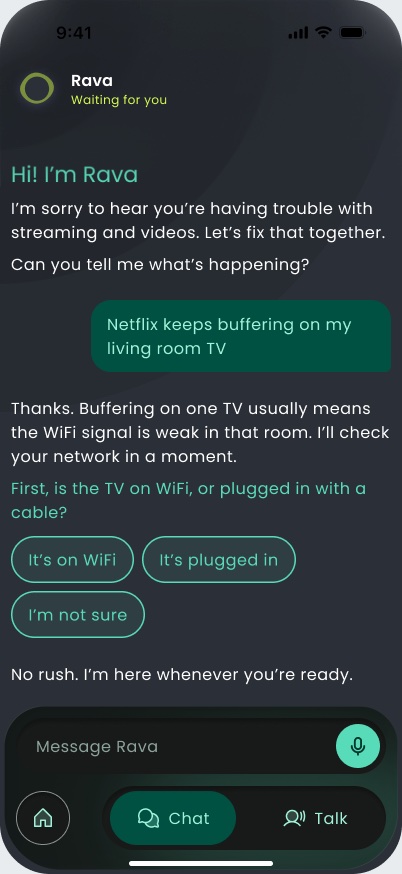 9:41
Rava
Waiting for you
Hi! I’m Rava
I’m sorry to hear you’re having trouble with
streaming and videos. Let’s fix that together.
Can you tell me what’s happening?
Netflix keeps buffering on my
living room TV
Thanks. Buffering on one TV usually means
the WiFi signal is weak in that room. I’ll check
your network in a moment.
First, is the TV on WiFi, or plugged in with a
cable?
It’s on WiFi
It’s plugged in
I’m not sure
No rush. I’m here whenever you’re ready.
Message Rava
Chat
Talk